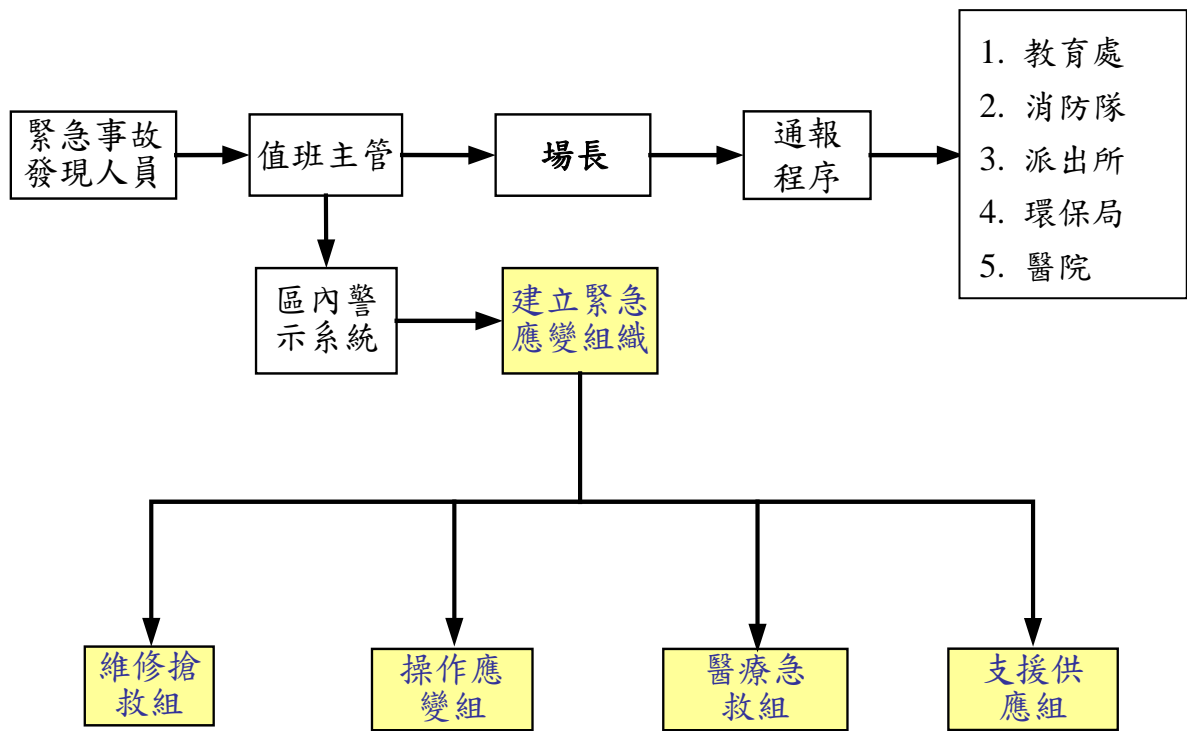 緊急事故
發現人員
值班主管
場長
通報
程序
1. 教育處
2. 消防隊
3. 派出所
4. 環保局
5. 醫院
區內警
示系統
建立緊急
應變組織
維修搶
救組
操作應
變組
醫療急
救組
支援供
應組